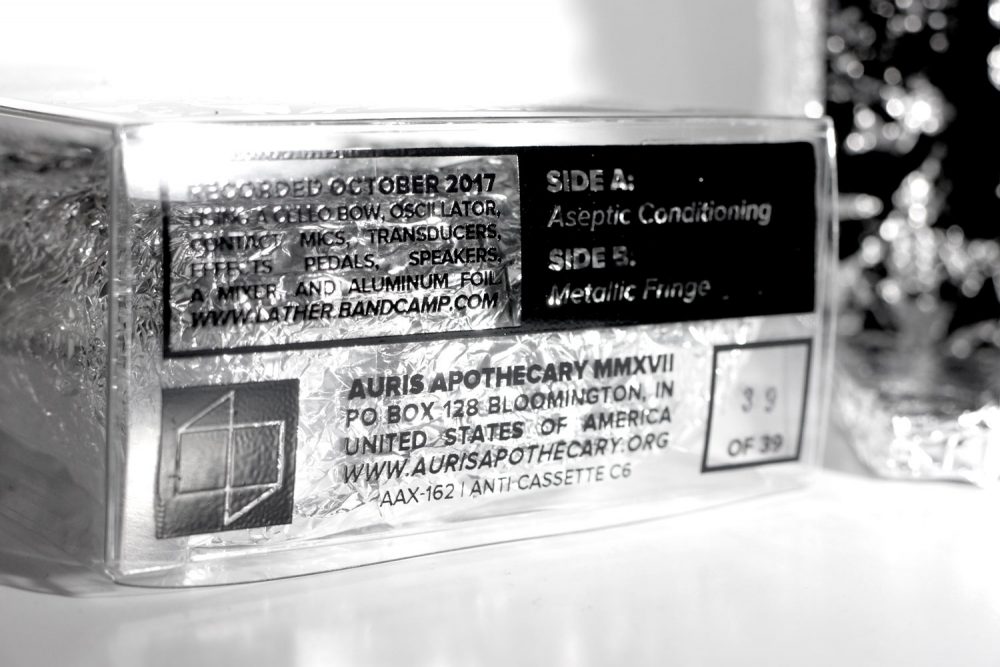 RECORDED OCTOBER 2017
USING A CELLO BOW, OSCILLATOR,
CONTACT MICS, TRANSDUCERS,
EFFECTS PEDALS, SPEAKERS,
A MIXER, AND ALUMINUM FOIL.
WWW.LATHER.BANDCAMP.COM
SIDE A:
Aseptic Conditioning
SIDE B:
Metallic Fringe
AURIS APOTHECARY MMXVII
PO BOX 128 BLOOMINGTON, IN
UNITED STATES OF AMERICA
WWW.AURISAPOTHECARY.ORG
AAX-162 | ANTI-CASSETTE C6
39
OF 39